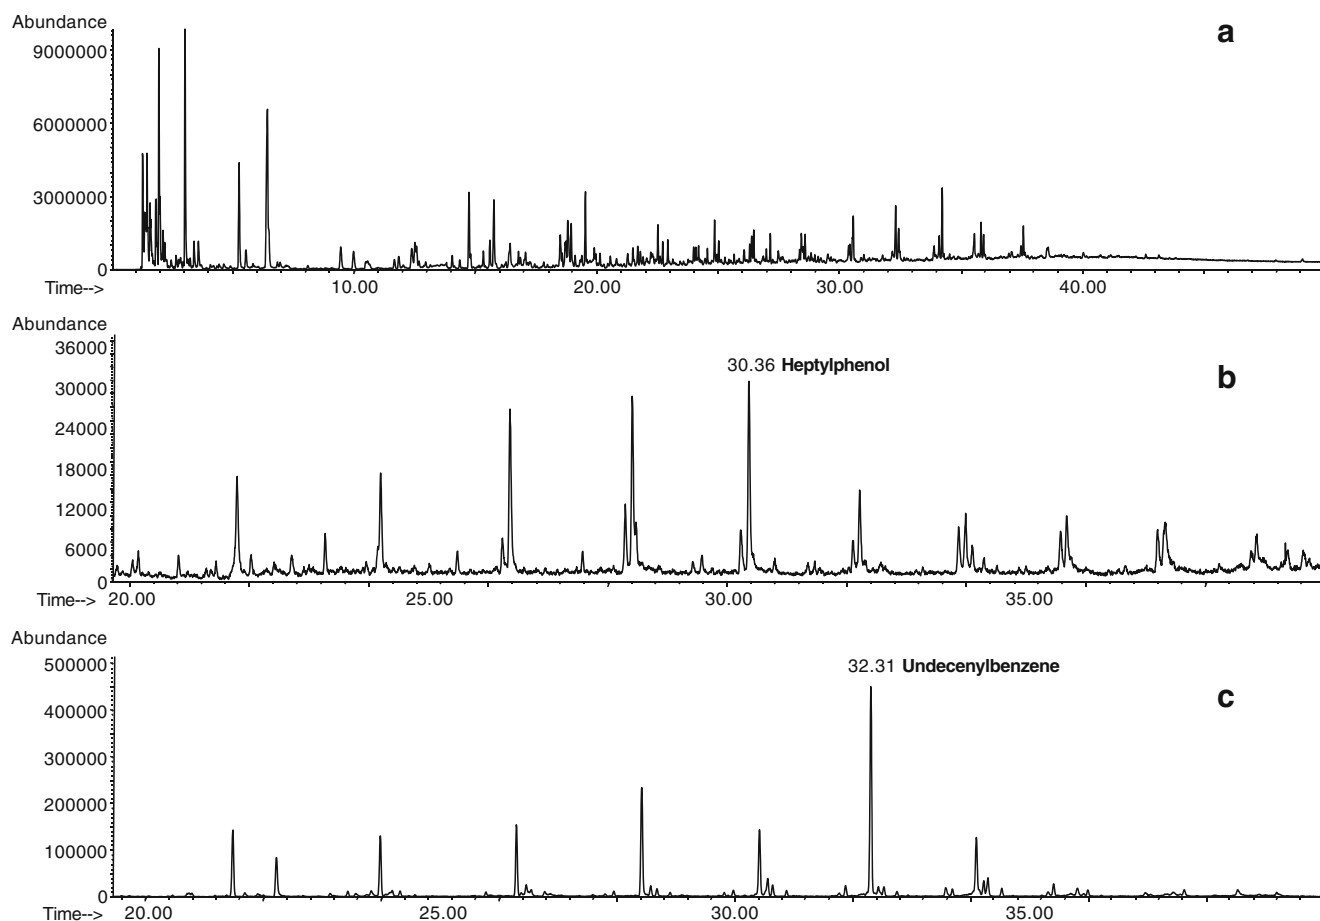 Abundance
a
9000000
6000000
3000000
0
Time--> 10.00 20.00 30.00 40.00
Abundance
36000
30.36 Heptylphenol
b
30000
24000
18000
12000
6000
0
Time--> 20.00 25.00 30.00 35.00
Abundance
500000
32.31 Undecenylbenzene
c
400000
300000
200000
100000
0
Time--> 20.00 25.00 30.00 35.00